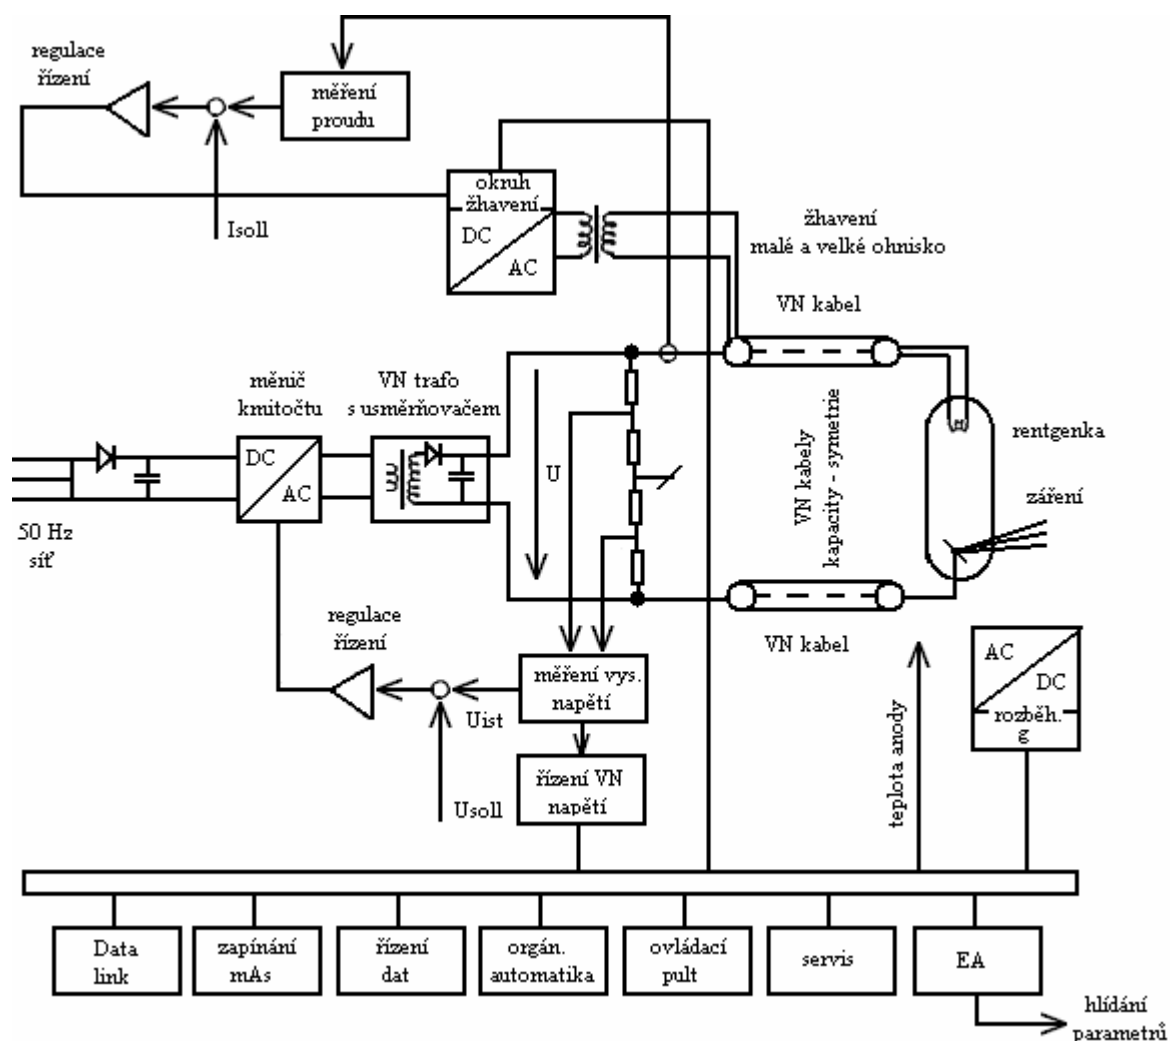 regulace
řízení
měření
proudu
Isoll
okruh
žhavení
DC
AC
žhavení
malé a velké ohnisko
VN kabel
měnič
kmitočtu
VN trafo
s usměrňovačem
DC
AC
U
VN kabely
kapacity - symetrie
rentgenka
záření
50 Hz
síť
regulace
řízení
Uist
Usoll
měření vys.
napětí
řízení VN
napětí
VN kabel
teplota anody
AC
DC
rozběh.
g
Data
link
zapínání
mAs
řízení
dat
orgán.
automatika
ovládací
pult
servis
EA
hlídání
parametrů